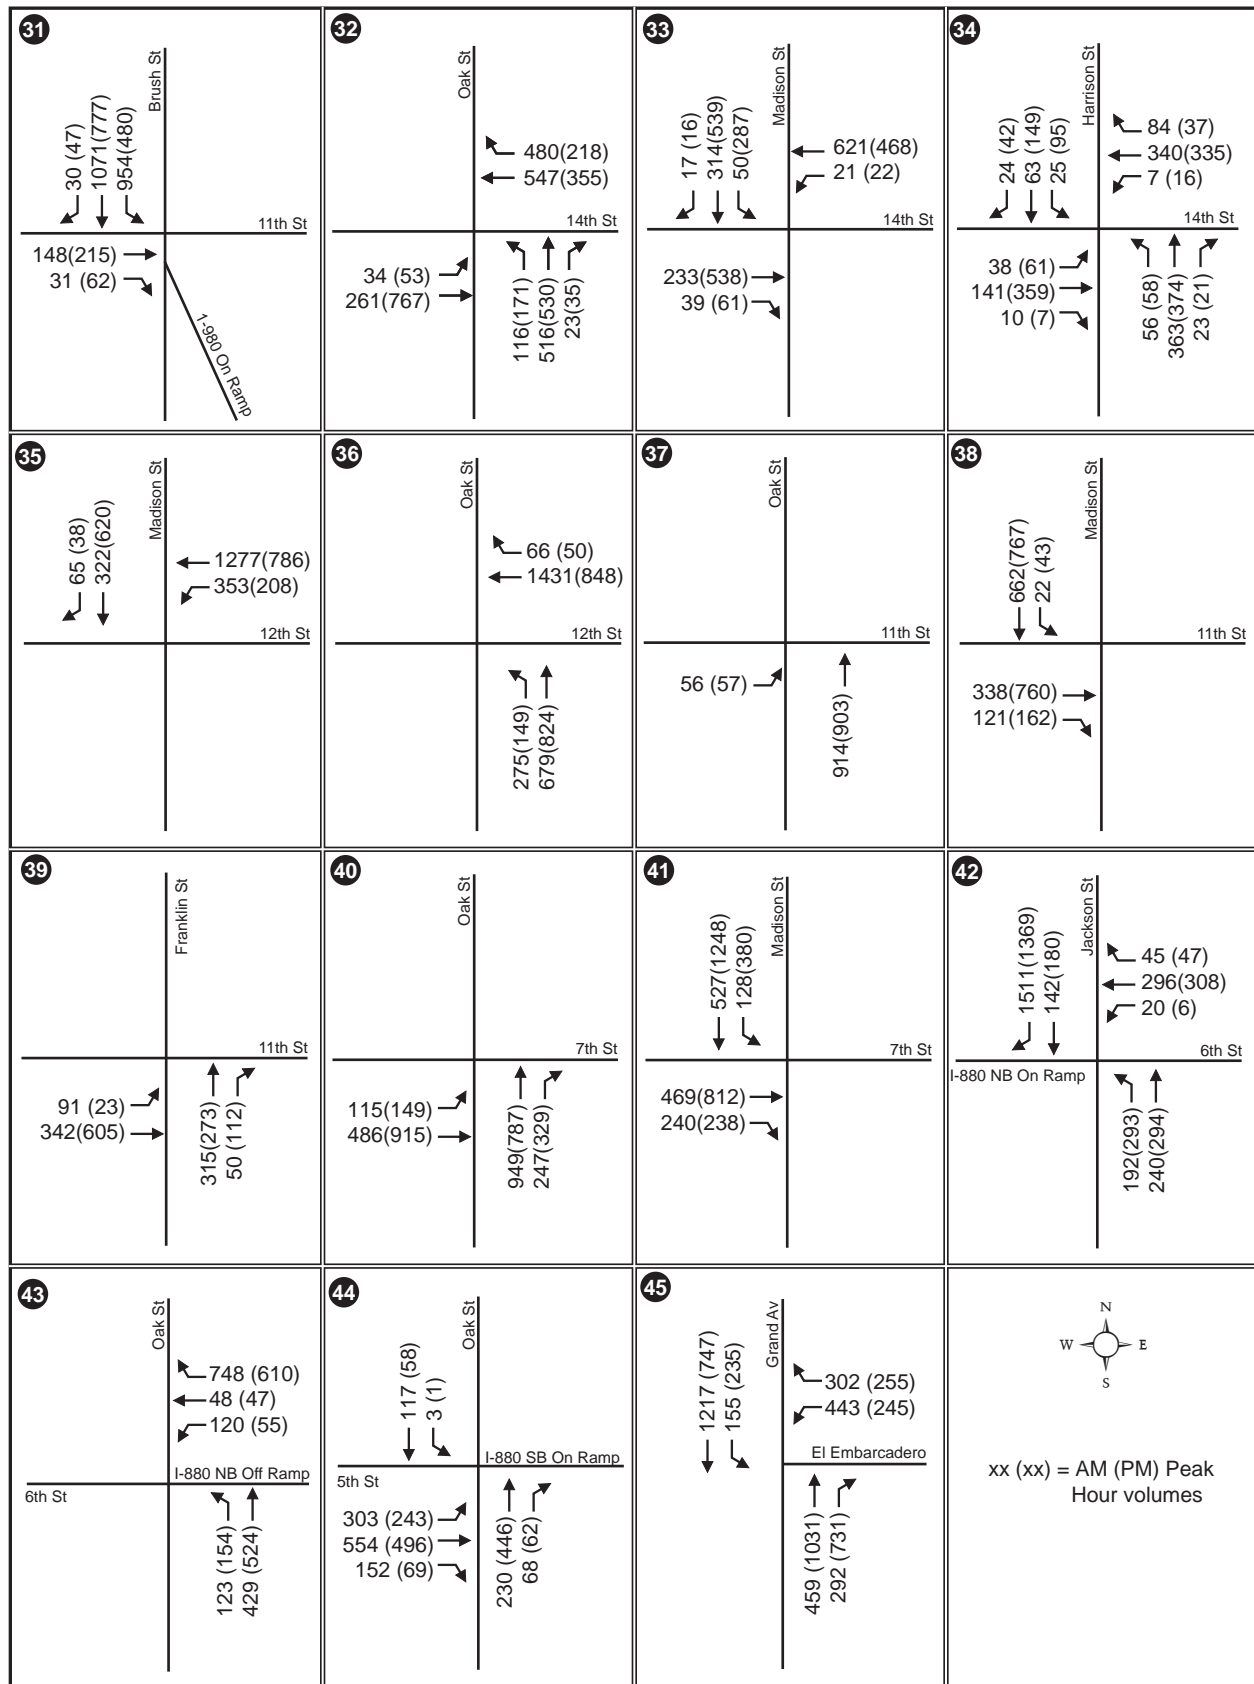 31
Brush St
30 (47)
1071(777)
954(480)
11th St
148(215)
31 (62)
1-980 On Ramp
32
Oak St
480(218)
547(355)
14th St
34 (53)
261(767)
116(171)
516(530)
23(35)
33
Madison St
17 (16)
314(539)
50(287)
621(468)
21 (22)
14th St
233(538)
39 (61)
34
Harrison St
24 (42)
63 (149)
25 (95)
84 (37)
340(335)
7 (16)
14th St
38 (61)
141(359)
10 (7)
56 (58)
363(374)
23 (21)
35
Madison St
65 (38)
322(620)
1277(786)
353(208)
12th St
36
Oak St
66 (50)
1431(848)
12th St
275(149)
679(824)
37
Oak St
11th St
56 (57)
914(903)
38
Madison St
662(767)
22 (43)
11th St
338(760)
121(162)
39
Franklin St
11th St
91 (23)
342(605)
315(273)
50 (112)
40
Oak St
7th St
115(149)
486(915)
949(787)
247(329)
41
Madison St
527(1248)
128(380)
7th St
469(812)
240(238)
42
Jackson St
1511(1369)
142(180)
45 (47)
296(308)
20 (6)
6th St
I-880 NB On Ramp
192(293)
240(294)
43
Oak St
748 (610)
48 (47)
120 (55)
I-880 NB Off Ramp
6th St
123 (154)
429 (524)
44
Oak St
117 (58)
3 (1)
I-880 SB On Ramp
5th St
303 (243)
554 (496)
152 (69)
230 (446)
68 (62)
45
Grand Av
1217 (747)
155 (235)
302 (255)
443 (245)
El Embarcadero
459 (1031)
292 (731)
N
W
E
S
xx (xx) = AM (PM) Peak
Hour volumes